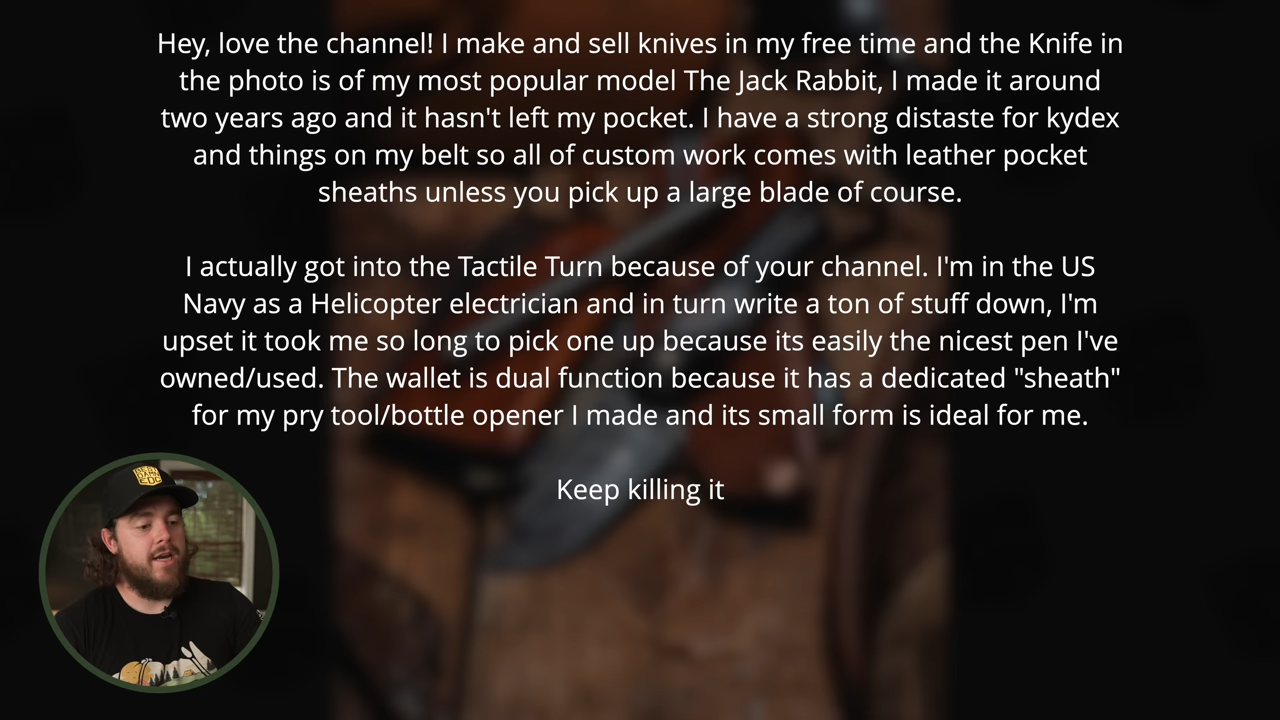 Hey, love the channel! I make and sell knives in my free time and the Knife in
the photo is of my most popular model The Jack Rabbit, I made it around
two years ago and it hasn't left my pocket. I have a strong distaste for kydex
and things on my belt so all of custom work comes with leather pocket
sheaths unless you pick up a large blade of course.
I actually got into the Tactile Turn because of your channel. I'm in the US
Navy as a Helicopter electrician and in turn write a ton of stuff down, I'm
upset it took me so long to pick one up because its easily the nicest pen I've
owned/used. The wallet is dual function because it has a dedicated "sheath"
for my pry tool/bottle opener I made and its small form is ideal for me.
Keep killing it